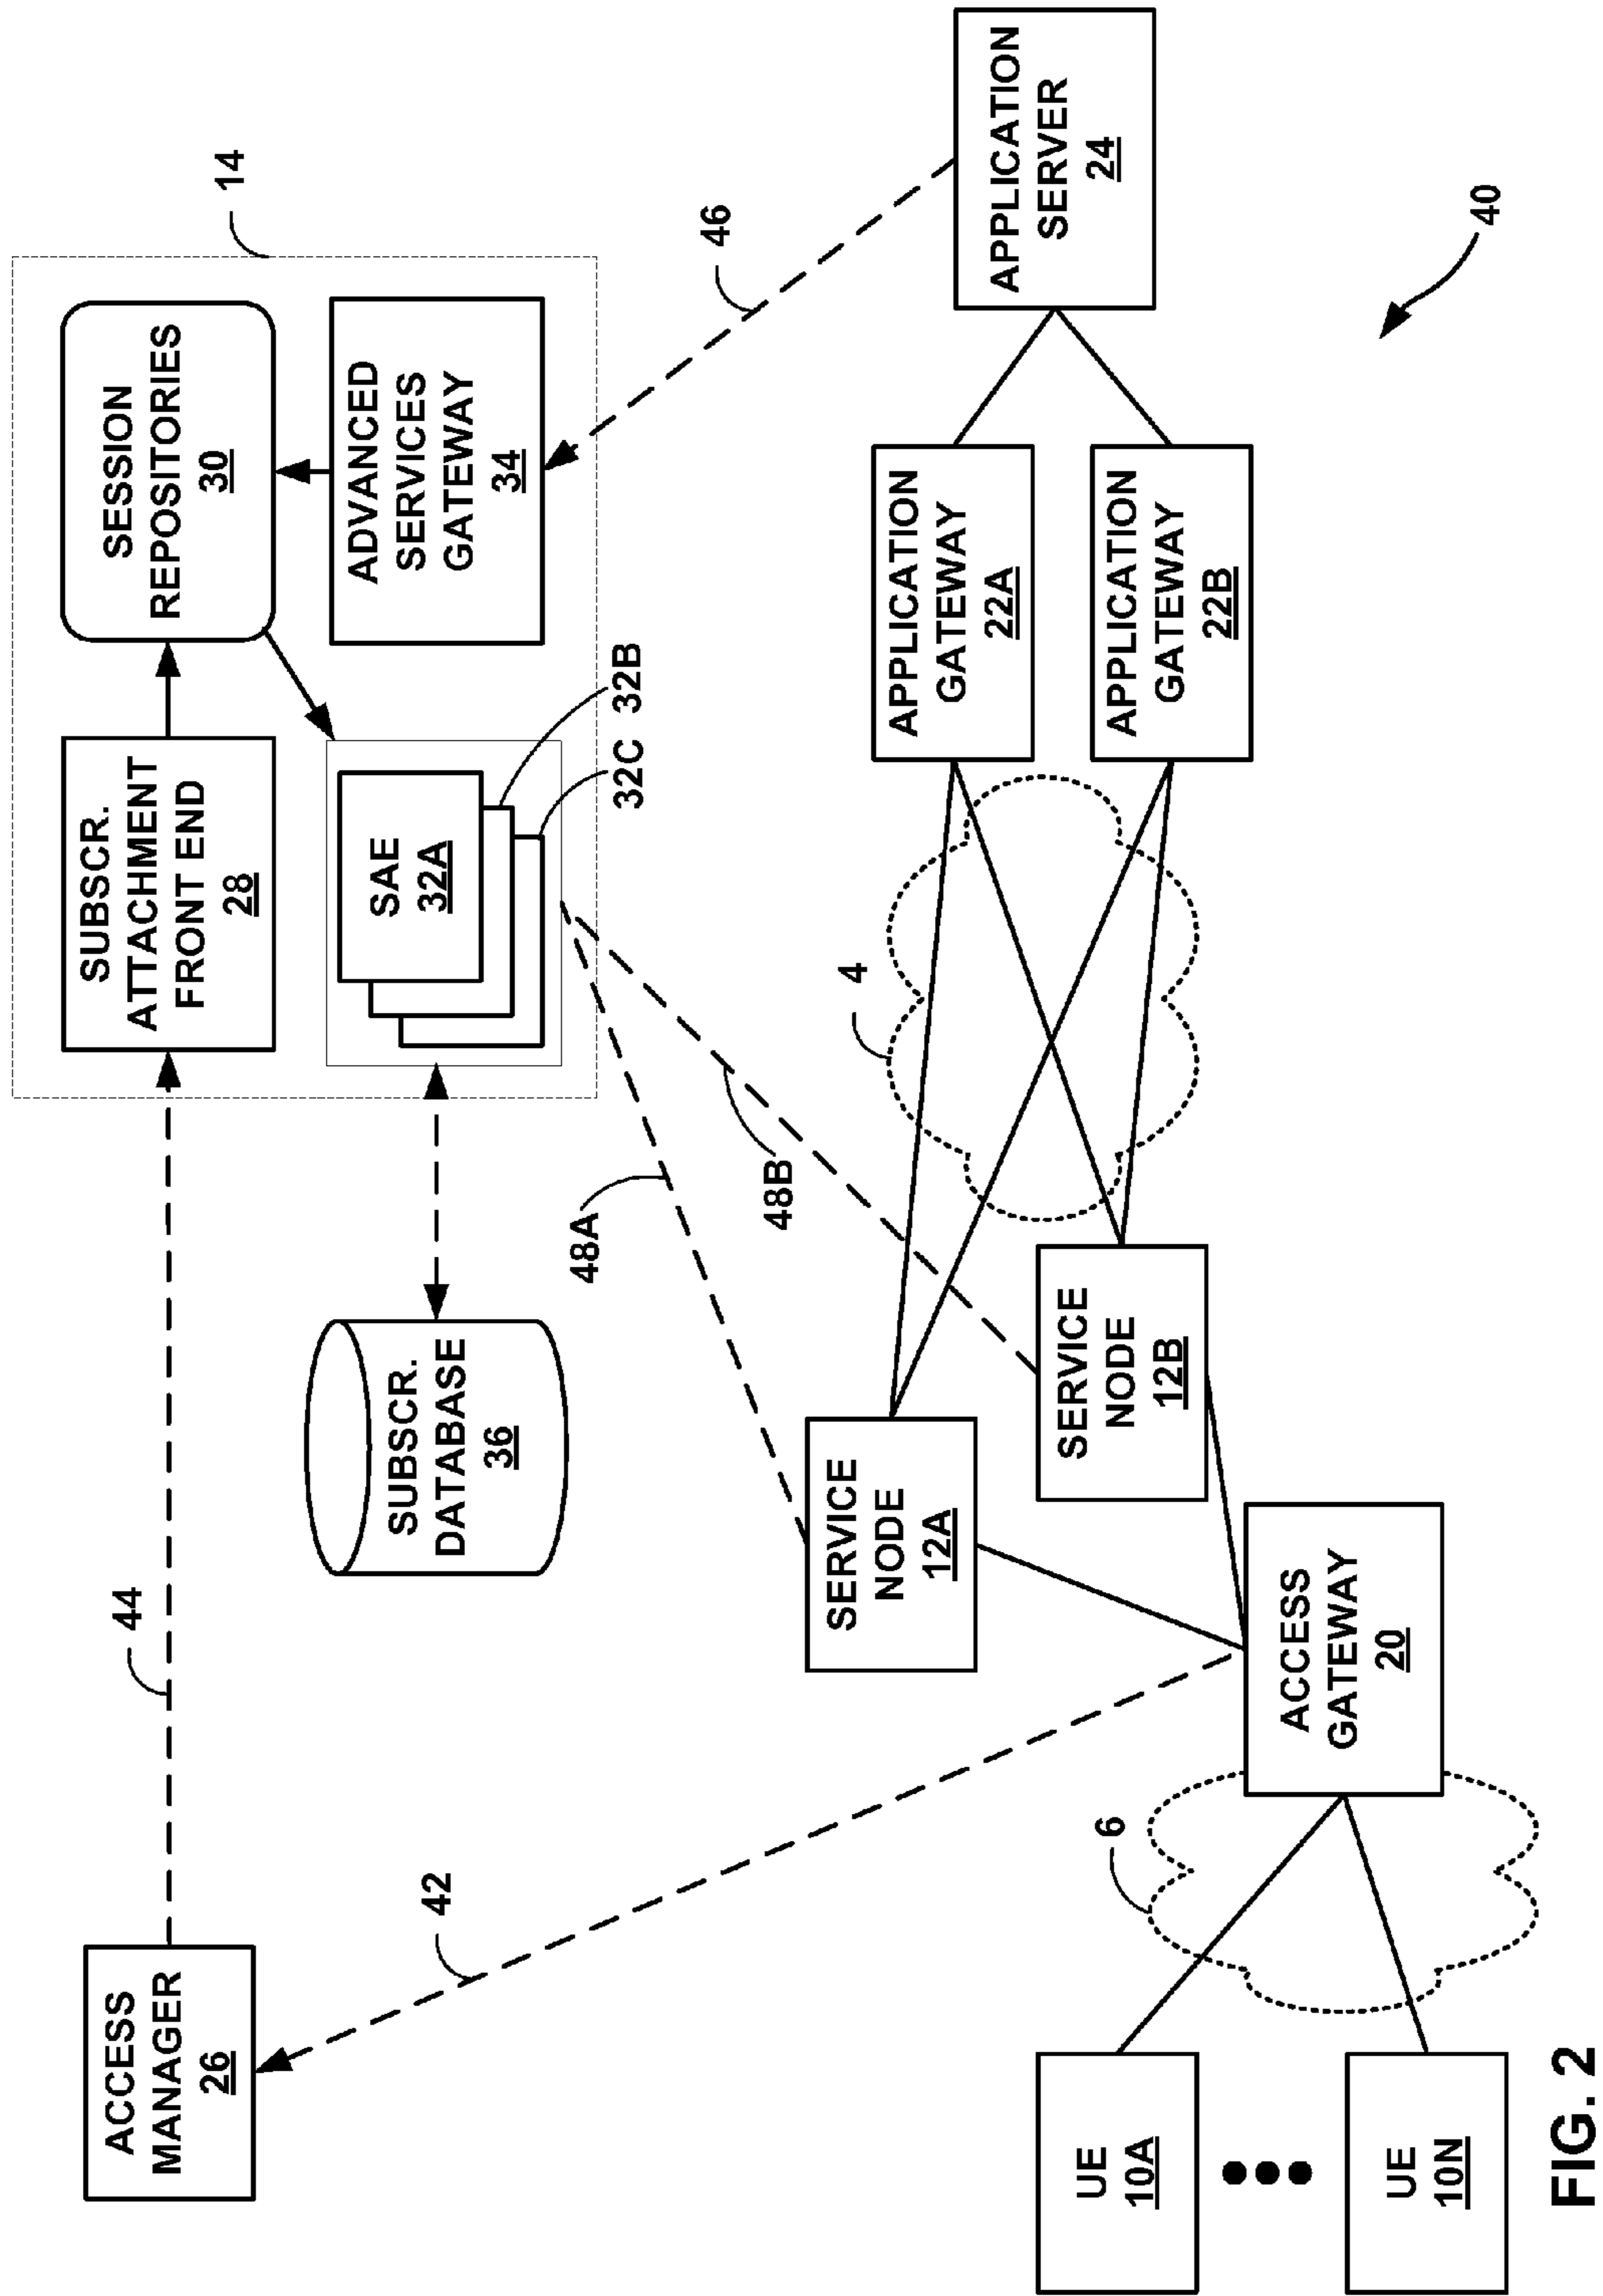 ACCESS
MANAGER
26
44
SUBSCR.
ATTACHMENT
FRONT END
28
SESSION
REPOSITORIES
30
14
SUBSCR.
DATABASE
36
SAE
32A
32B
32C
ADVANCED
SERVICES
GATEWAY
34
42
48A
48B
46
SERVICE
NODE
12A
4
APPLICATION
GATEWAY
22A
APPLICATION
SERVER
24
SERVICE
NODE
12B
APPLICATION
GATEWAY
22B
UE
10A
6
ACCESS
GATEWAY
20
UE
10N
40
FIG. 2